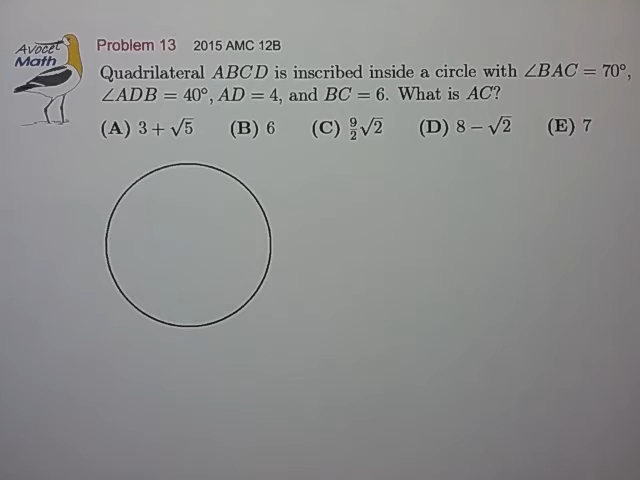 Avocet
Math
Problem 13 2015 AMC 12B
Quadrilateral ABCD is inscribed inside a circle with ∠BAC = 70°,
∠ADB = 40°, AD = 4, and BC = 6. What is AC?
(A) 3 + √5 (B) 6 (C) 9/2 √2 (D) 8 − √2 (E) 7